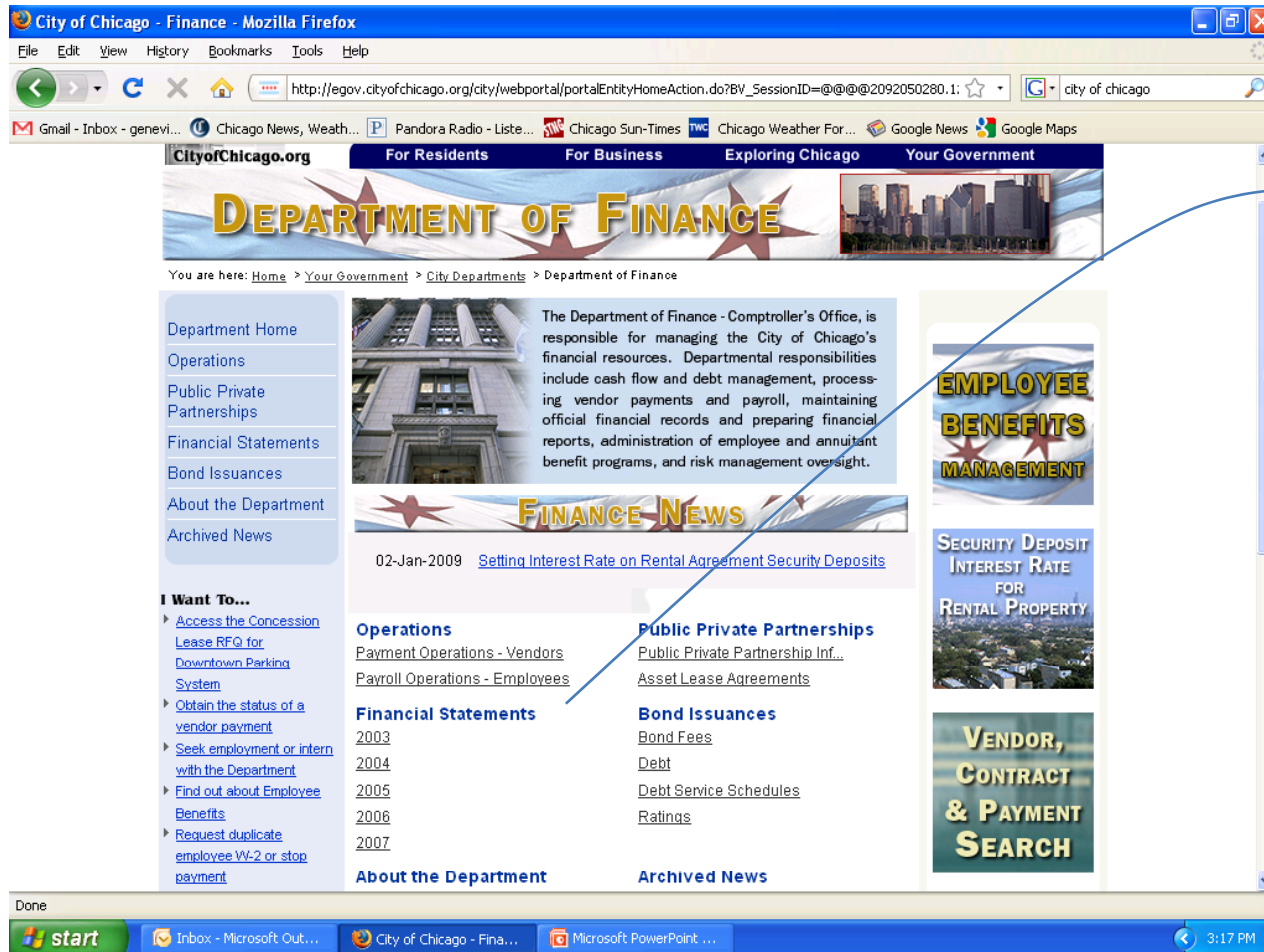 City of Chicago - Finance - Mozilla Firefox
File Edit View History Bookmarks Tools Help
http://egov.cityofchicago.org/city/webportal/portalEntityHomeAction.do?BV_SessionID=@@@@2092050280.1: city of chicago
Gmail - Inbox - genevi... Chicago News, Weath... Pandora Radio - Liste... Chicago Sun-Times Chicago Weather For... Google News Google Maps
CityofChicago.org For Residents For Business Exploring Chicago Your Government
DEPARTMENT OF FINANCE
You are here: Home > Your Government > City Departments > Department of Finance
Department Home
Operations
Public Private
Partnerships
Financial Statements
Bond Issuances
About the Department
Archived News
I Want To...
Access the Concession
Lease RFQ for
Downtown Parking
System
Obtain the status of a
vendor payment
Seek employment or intern
with the Department
Find out about Employee
Benefits
Request duplicate
employee W-2 or stop
payment
The Department of Finance - Comptroller's Office, is
responsible for managing the City of Chicago's
financial resources. Departmental responsibilities
include cash flow and debt management, process-
ing vendor payments and payroll, maintaining
official financial records and preparing financial
reports, administration of employee and annuitant
benefit programs, and risk management oversight.
FINANCE NEWS
02-Jan-2009 Setting Interest Rate on Rental Agreement Security Deposits
Operations
Payment Operations - Vendors
Payroll Operations - Employees
Financial Statements
2003
2004
2005
2006
2007
About the Department
Public Private Partnerships
Public Private Partnership Inf...
Asset Lease Agreements
Bond Issuances
Bond Fees
Debt
Debt Service Schedules
Ratings
Archived News
EMPLOYEE
BENEFITS
MANAGEMENT
SECURITY DEPOSIT
INTEREST RATE
FOR
RENTAL PROPERTY
VENDOR,
CONTRACT
& PAYMENT
SEARCH
Done
start Inbox - Microsoft Out... City of Chicago - Fina... Microsoft PowerPoint ... 3:17 PM